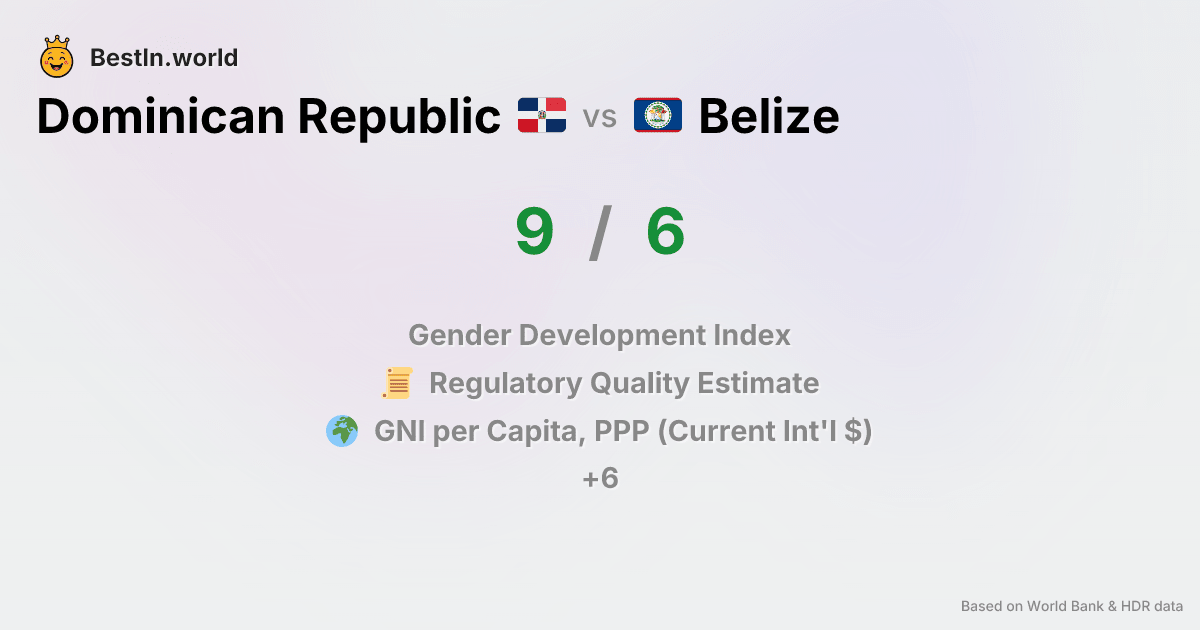 BestIn.world
Dominican Republic vs Belize
9 / 6
Gender Development Index
Regulatory Quality Estimate
GNI per Capita, PPP (Current Int'l $)
+6
Based on World Bank & HDR data